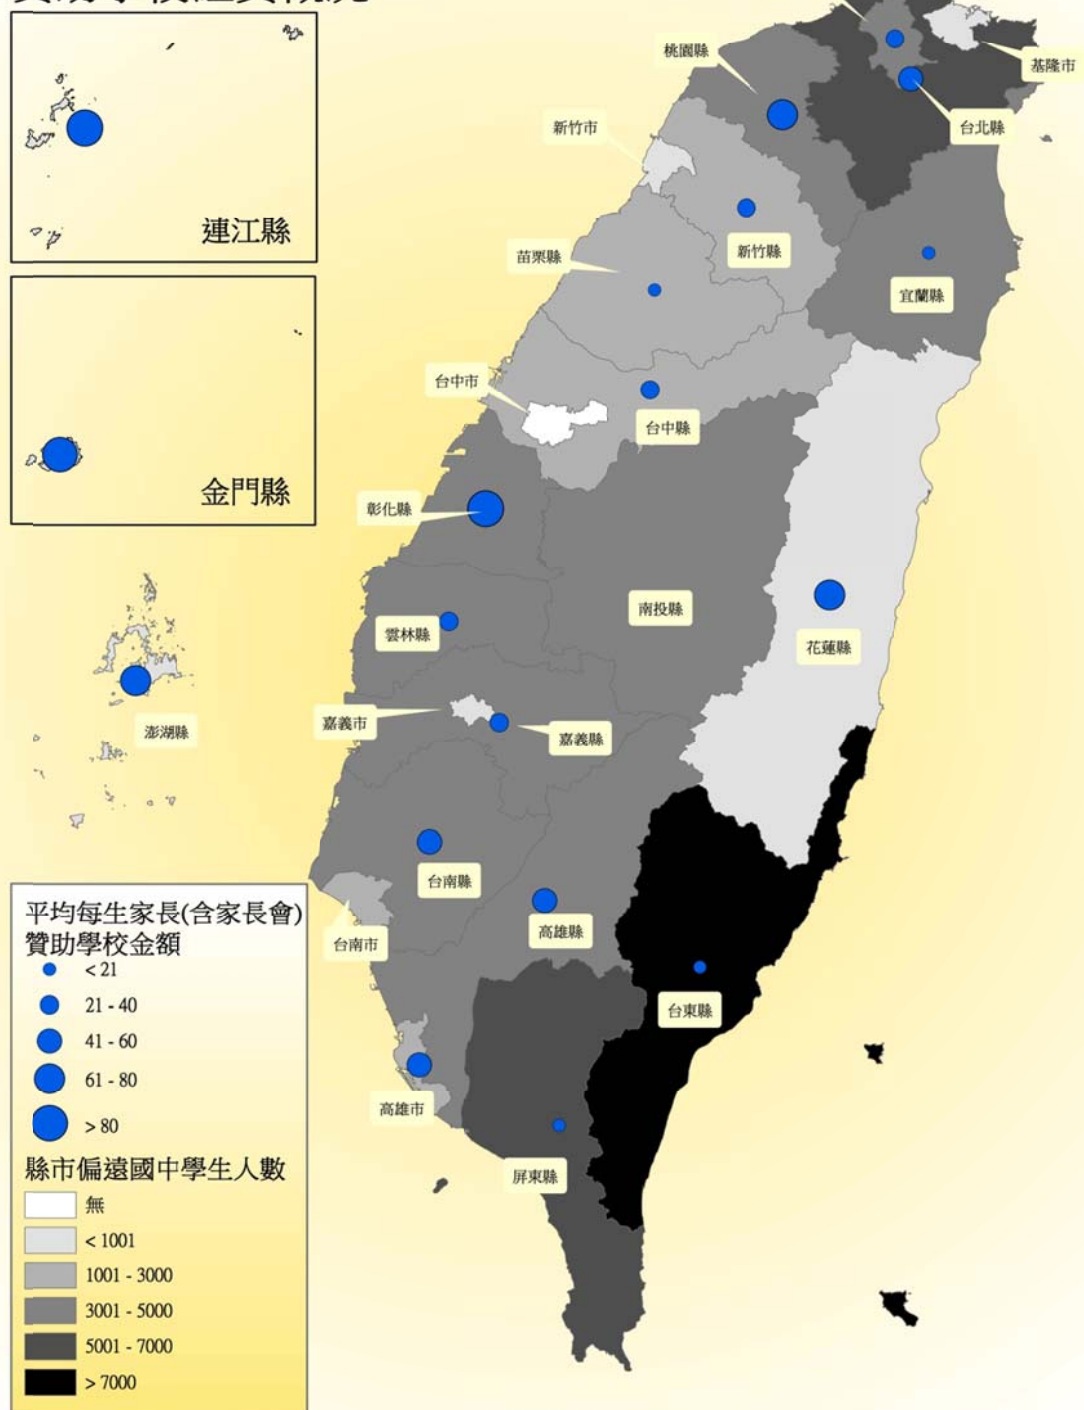 桃園縣
基隆市
台北縣
新竹市
新竹縣
苗栗縣
宜蘭縣
連江縣
台中市
台中縣
金門縣
彰化縣
南投縣
雲林縣
花蓮縣
嘉義市
嘉義縣
澎湖縣
台南縣
高雄縣
台南市
台東縣
高雄市
屏東縣
平均每生家長(含家長會)
贊助學校金額
< 21
21 - 40
41 - 60
61 - 80
> 80
縣市偏遠國中學生人數
無
< 1001
1001 - 3000
3001 - 5000
5001 - 7000
> 7000